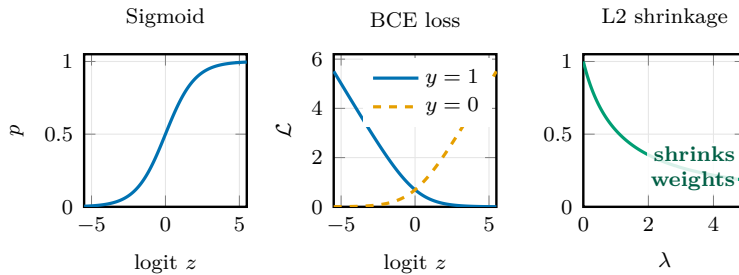 Sigmoid
1
0.5
0
−5
0
5
p
logit z
BCE loss
6
4
2
0
−5
0
5
ℒ
y = 1
y = 0
logit z
L2 shrinkage
1
0.5
0
0
2
4
shrinks
weights
λ